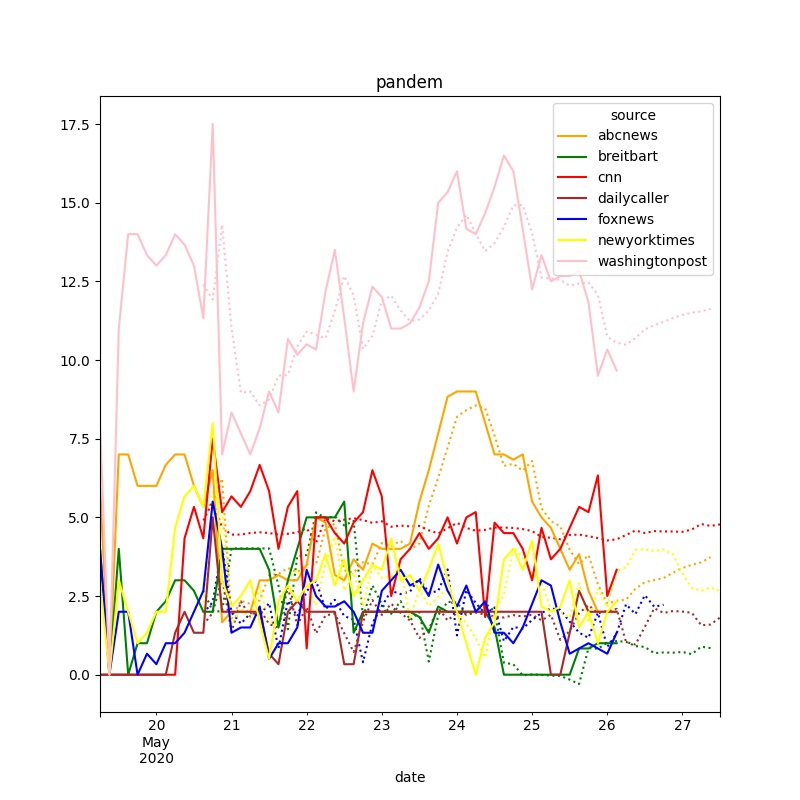 pandem
source
abcnews
breitbart
cnn
dailycaller
foxnews
newyorktimes
washingtonpost
17.5
15.0
12.5
10.0
7.5
5.0
2.5
0.0
20 21 22 23 24 25 26 27
May
2020
date